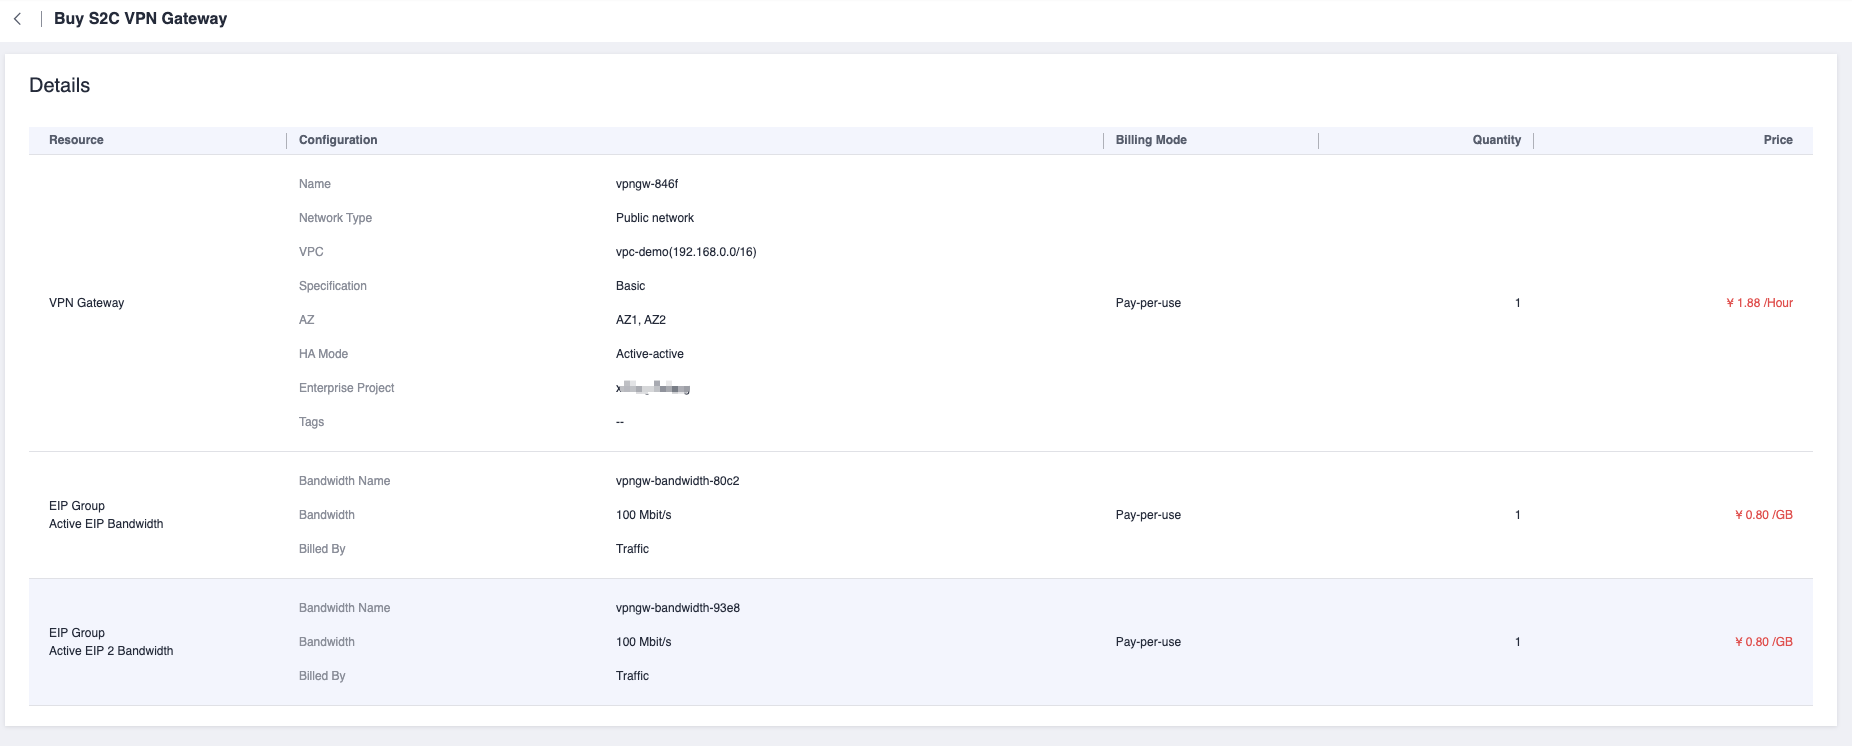 Buy S2C VPN Gateway
Details
Resource Configuration Billing Mode Quantity Price
Name vpngw-846f
Network Type Public network
VPC vpc-demo(192.168.0.0/16)
Specification Basic
VPN Gateway Pay-per-use 1 ¥ 1.88 /Hour
AZ AZ1, AZ2
HA Mode Active-active
Enterprise Project
Tags --
Bandwidth Name vpngw-bandwidth-80c2
EIP Group
Active EIP Bandwidth
Bandwidth 100 Mbit/s Pay-per-use 1 ¥ 0.80 /GB
Billed By Traffic
Bandwidth Name vpngw-bandwidth-93e8
EIP Group
Active EIP 2 Bandwidth
Bandwidth 100 Mbit/s Pay-per-use 1 ¥ 0.80 /GB
Billed By Traffic